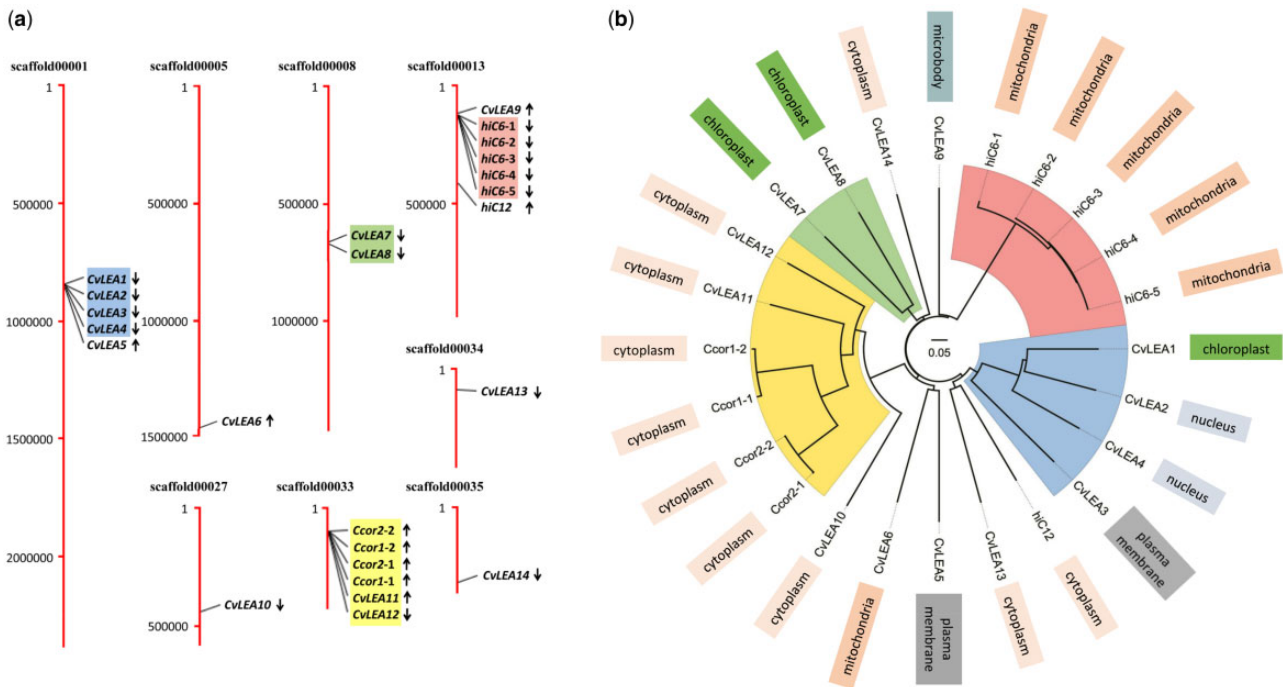 (a)
scaffold00001
1
500000
1000000
1500000
2000000
CvLEA1 ↓
CvLEA2 ↓
CvLEA3 ↓
CvLEA4 ↓
CvLEA5 ↑
scaffold00005
1
500000
1000000
1500000
CvLEA6 ↑
scaffold00008
1
500000
1000000
CvLEA7 ↓
CvLEA8 ↓
scaffold00013
1
500000
CvLEA9 ↑
hiC6-1 ↓
hiC6-2 ↓
hiC6-3 ↓
hiC6-4 ↓
hiC6-5 ↓
hiC12 ↑
scaffold00034
1
CvLEA13 ↓
scaffold00027
1
500000
CvLEA10 ↓
scaffold00033
1
Ccor2-2 ↑
Ccor1-2 ↑
Ccor2-1 ↑
Ccor1-1 ↑
CvLEA11 ↑
CvLEA12 ↓
scaffold00035
1
CvLEA14 ↓
(b)
microbody
CvLEA9
mitochondria
hiC6-1
mitochondria
hiC6-2
mitochondria
hiC6-3
mitochondria
hiC6-4
mitochondria
hiC6-5
chloroplast
CvLEA1
nucleus
CvLEA2
nucleus
CvLEA4
plasma
membrane
CvLEA3
cytoplasm
hiC12
cytoplasm
CvLEA13
plasma
membrane
CvLEA5
mitochondria
CvLEA6
cytoplasm
CvLEA10
cytoplasm
Ccor2-1
cytoplasm
Ccor2-2
cytoplasm
Ccor1-1
cytoplasm
Ccor1-2
cytoplasm
CvLEA11
cytoplasm
CvLEA12
chloroplast
CvLEA7
chloroplast
CvLEA8
cytoplasm
CvLEA14
0.05